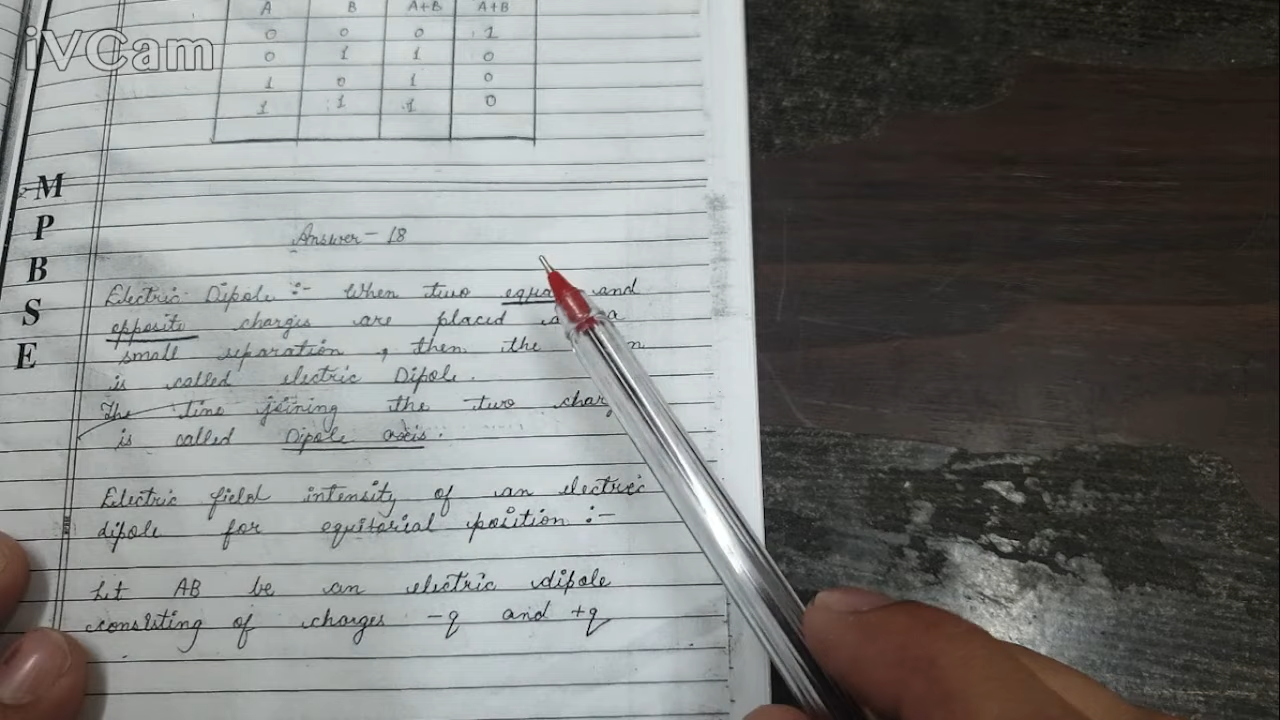 iVCam
A B A+B A+B
0 0 0 1
0 1 1 0
1 0 1 0
1 1 1 0
M
P
B
S
E
Answer - 18
Electric Dipole :- When two and
opposite charges are placed a
small separation, then the
is called electric Dipole.
The line joining the two
is called Dipole axis.
Electric field intensity of an electric
dipole for equitorial position :-
Let AB be an electric dipole
consisting of charges -q and +q